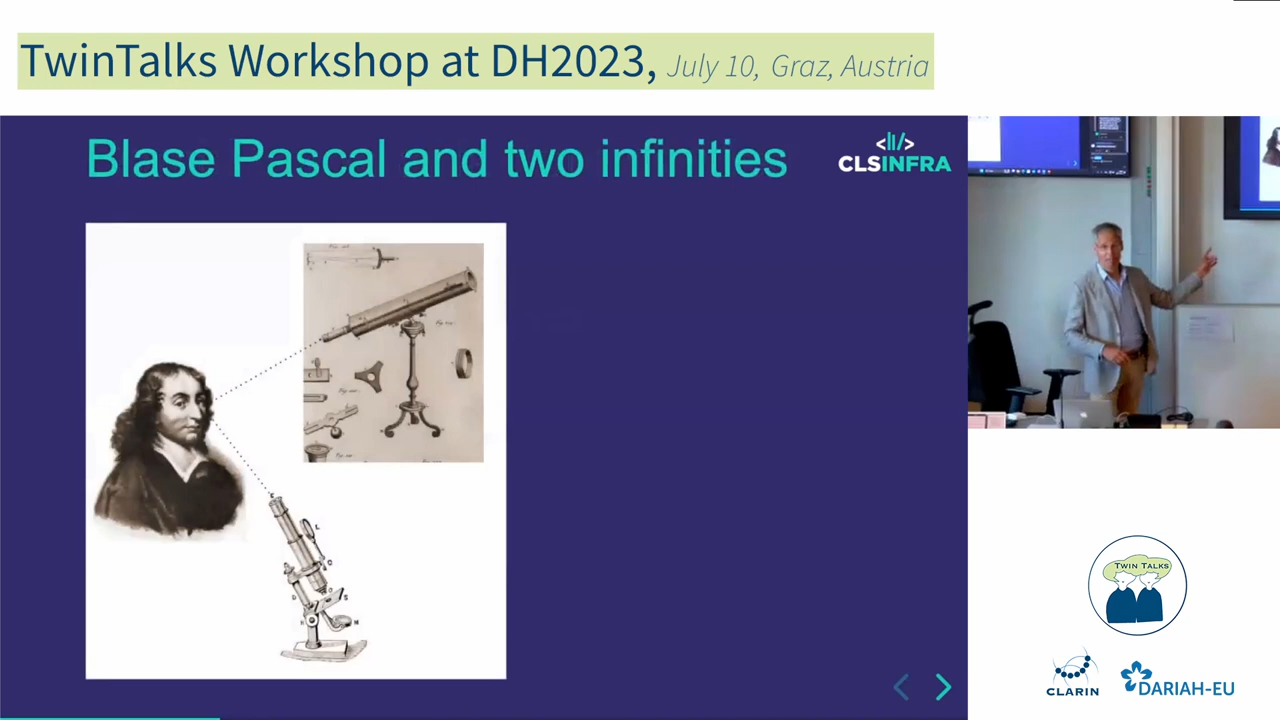 TwinTalks Workshop at DH2023, July 10, Graz, Austria
Blase Pascal and two infinities
CLSINFRA
TWIN TALKS
CLARIN
DARIAH-EU